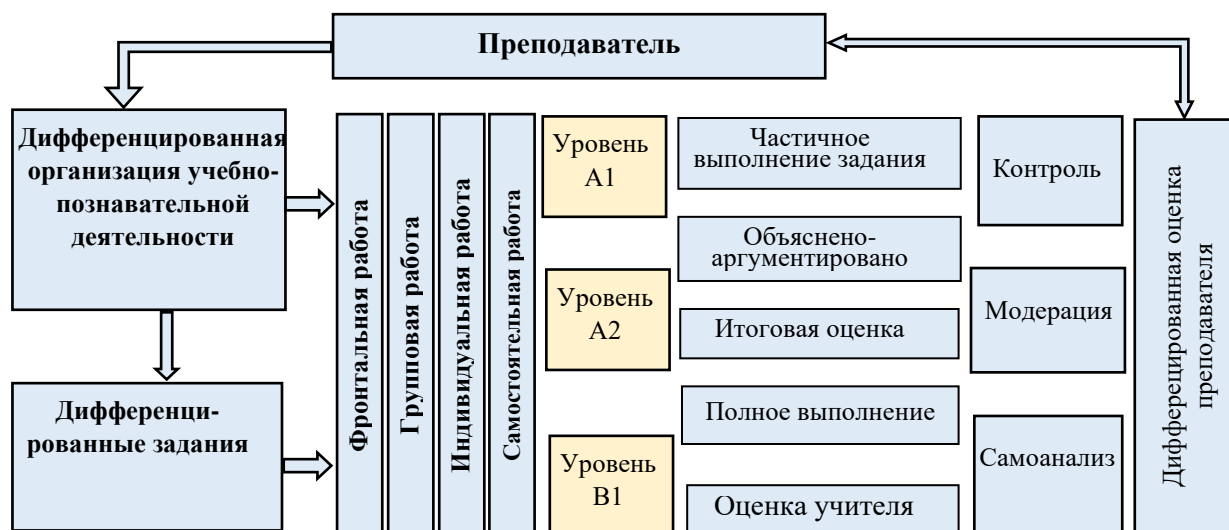 Преподаватель
Дифференцированная
организация учебно-
познавательной
деятельности
Дифференци-
рованные задания
Фронтальная работа
Групповая работа
Индивидуальная работа
Самостоятельная работа
Уровень
А1
Уровень
А2
Уровень
В1
Частичное
выполнение задания
Объяснено-
аргументировано
Итоговая оценка
Полное выполнение
Оценка учителя
Контроль
Модерация
Самоанализ
Дифферецированная оценка
преподавателя